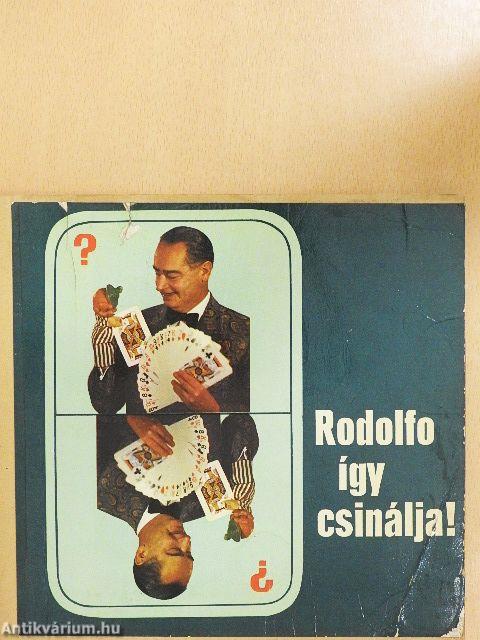 ?
Rodolfo
így
csinálja!
?
Antikvárium.hu